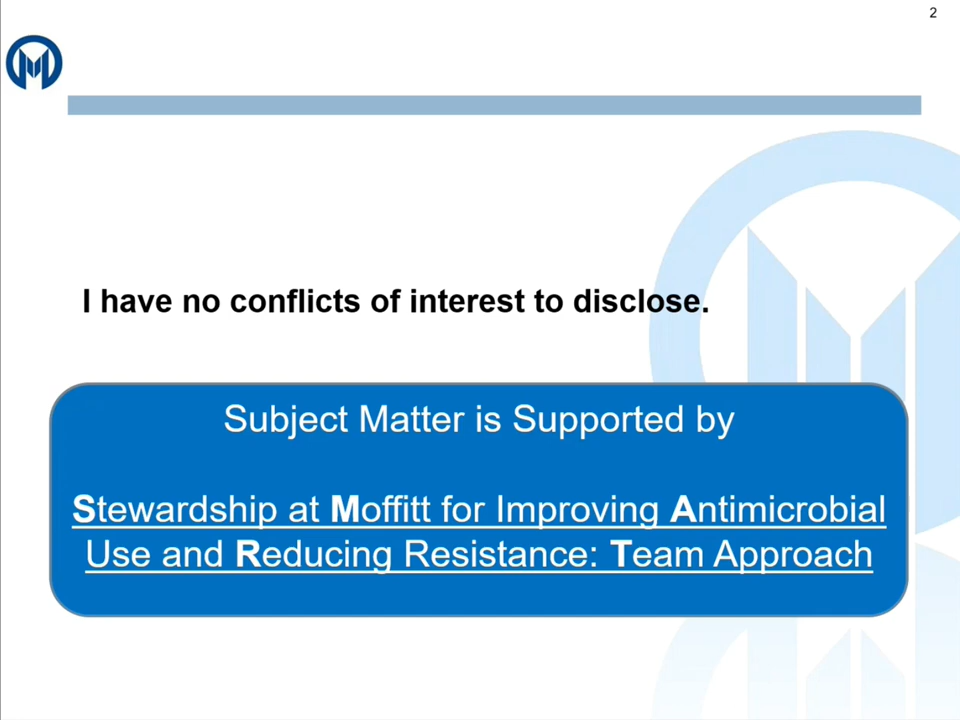 2
I have no conflicts of interest to disclose.
Subject Matter is Supported by
Stewardship at Moffitt for Improving Antimicrobial
Use and Reducing Resistance: Team Approach